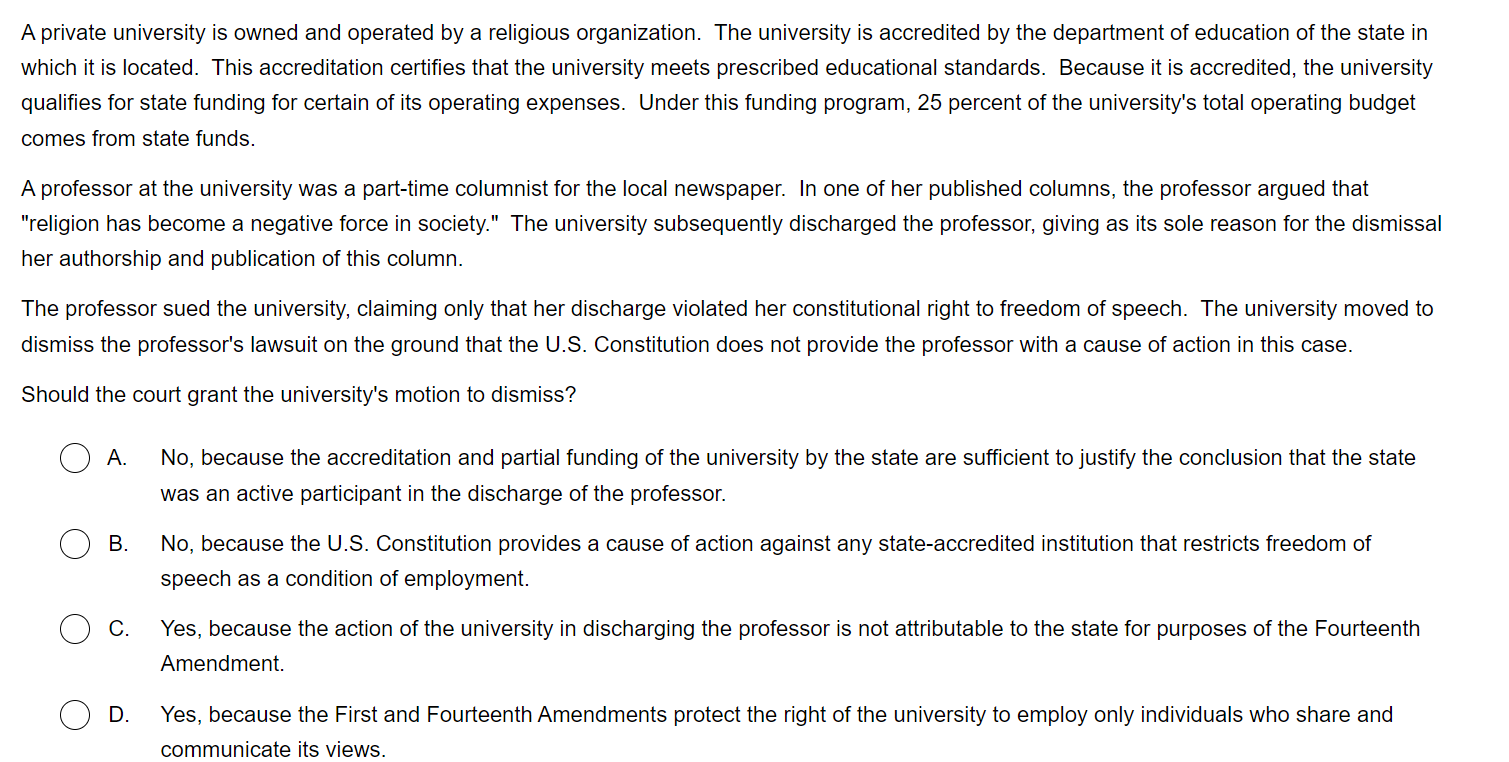 A private university is owned and operated by a religious organization.  The university is accredited by the department of education of the state in
which it is located.  This accreditation certifies that the university meets prescribed educational standards.  Because it is accredited, the university
qualifies for state funding for certain of its operating expenses.  Under this funding program, 25 percent of the university's total operating budget
comes from state funds.
A professor at the university was a part-time columnist for the local newspaper.  In one of her published columns, the professor argued that
"religion has become a negative force in society."  The university subsequently discharged the professor, giving as its sole reason for the dismissal
her authorship and publication of this column.
The professor sued the university, claiming only that her discharge violated her constitutional right to freedom of speech.  The university moved to
dismiss the professor's lawsuit on the ground that the U.S. Constitution does not provide the professor with a cause of action in this case.
Should the court grant the university's motion to dismiss?
A. No, because the accreditation and partial funding of the university by the state are sufficient to justify the conclusion that the state
was an active participant in the discharge of the professor.
B. No, because the U.S. Constitution provides a cause of action against any state-accredited institution that restricts freedom of
speech as a condition of employment.
C. Yes, because the action of the university in discharging the professor is not attributable to the state for purposes of the Fourteenth
Amendment.
D. Yes, because the First and Fourteenth Amendments protect the right of the university to employ only individuals who share and
communicate its views.